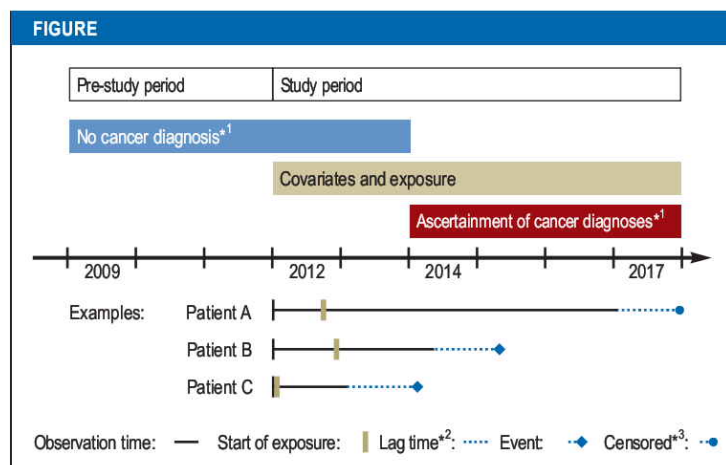 FIGURE
Pre-study period Study period
No cancer diagnosis*1
Covariates and exposure
Ascertainment of cancer diagnoses*1
2009 2012 2014 2017
Examples: Patient A
Patient B
Patient C
Observation time: Start of exposure: Lag time*2: Event: Censored*3: